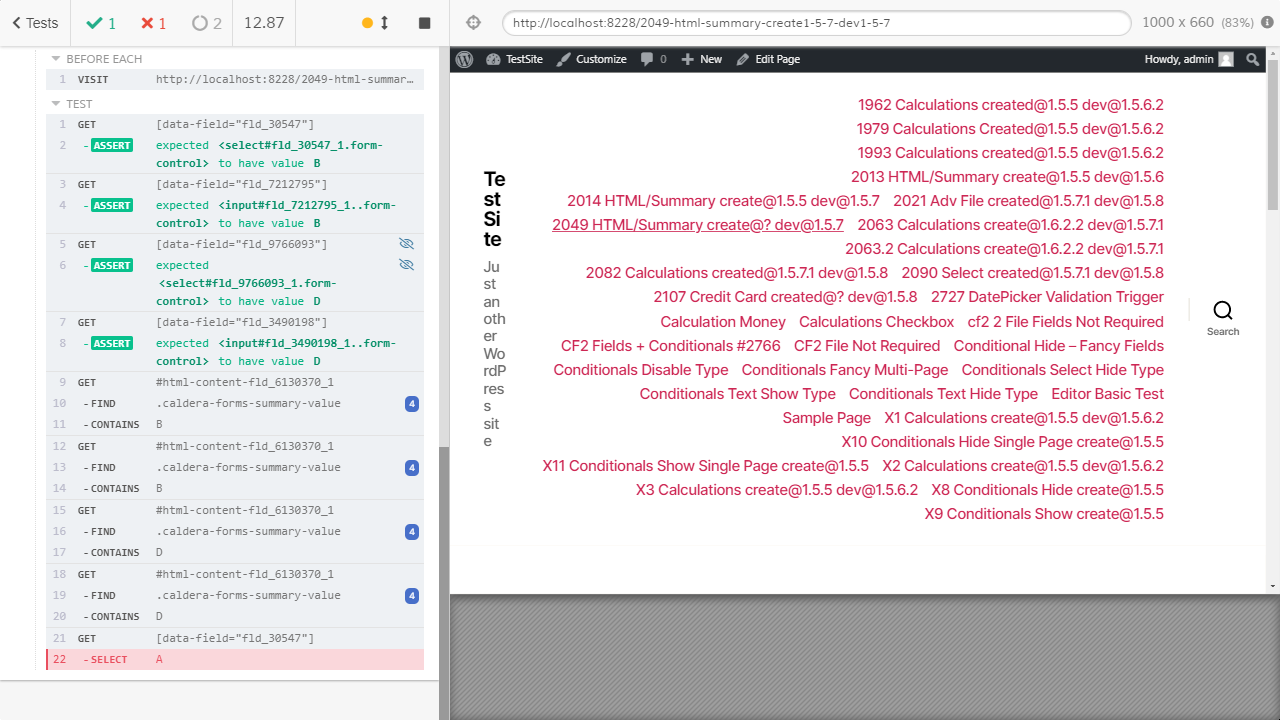 Tests
1
1
2
12.87
http://localhost:8228/2049-html-summary-create1-5-7-dev1-5-7
1000 x 660 (83%)
BEFORE EACH
1 VISIT http://localhost:8228/2049-html-summar…
TEST
1 GET [data-field="fld_30547"]
2 -ASSERT expected <select#fld_30547_1.form-
control> to have value B
3 GET [data-field="fld_7212795"]
4 -ASSERT expected <input#fld_7212795_1..form-
control> to have value B
5 GET [data-field="fld_9766093"]
6 -ASSERT expected
<select#fld_9766093_1.form-
control> to have value D
7 GET [data-field="fld_3490198"]
8 -ASSERT expected <input#fld_3490198_1..form-
control> to have value D
9 GET #html-content-fld_6130370_1
10 -FIND .caldera-forms-summary-value 4
11 -CONTAINS B
12 GET #html-content-fld_6130370_1
13 -FIND .caldera-forms-summary-value 4
14 -CONTAINS B
15 GET #html-content-fld_6130370_1
16 -FIND .caldera-forms-summary-value 4
17 -CONTAINS D
18 GET #html-content-fld_6130370_1
19 -FIND .caldera-forms-summary-value 4
20 -CONTAINS D
21 GET [data-field="fld_30547"]
22 -SELECT A
TestSite Customize 0 New Edit Page Howdy, admin
Te
st
Si
te
Ju
st
an
oth
er
Wo
rdP
res
s
sit
e
1962 Calculations created@1.5.5 dev@1.5.6.2
1979 Calculations Created@1.5.5 dev@1.5.6.2
1993 Calculations created@1.5.5 dev@1.5.6.2
2013 HTML/Summary create@1.5.5 dev@1.5.6
2014 HTML/Summary create@1.5.5 dev@1.5.7 2021 Adv File created@1.5.7.1 dev@1.5.8
2049 HTML/Summary create@? dev@1.5.7 2063 Calculations create@1.6.2.2 dev@1.5.7.1
2063.2 Calculations create@1.6.2.2 dev@1.5.7.1
2082 Calculations created@1.5.7.1 dev@1.5.8 2090 Select created@1.5.7.1 dev@1.5.8
2107 Credit Card created@? dev@1.5.8 2727 DatePicker Validation Trigger
Calculation Money Calculations Checkbox cf2 2 File Fields Not Required
CF2 Fields + Conditionals #2766 CF2 File Not Required Conditional Hide – Fancy Fields
Conditionals Disable Type Conditionals Fancy Multi-Page Conditionals Select Hide Type
Conditionals Text Show Type Conditionals Text Hide Type Editor Basic Test
Sample Page X1 Calculations create@1.5.5 dev@1.5.6.2
X10 Conditionals Hide Single Page create@1.5.5
X11 Conditionals Show Single Page create@1.5.5 X2 Calculations create@1.5.5 dev@1.5.6.2
X3 Calculations create@1.5.5 dev@1.5.6.2 X8 Conditionals Hide create@1.5.5
X9 Conditionals Show create@1.5.5
Search